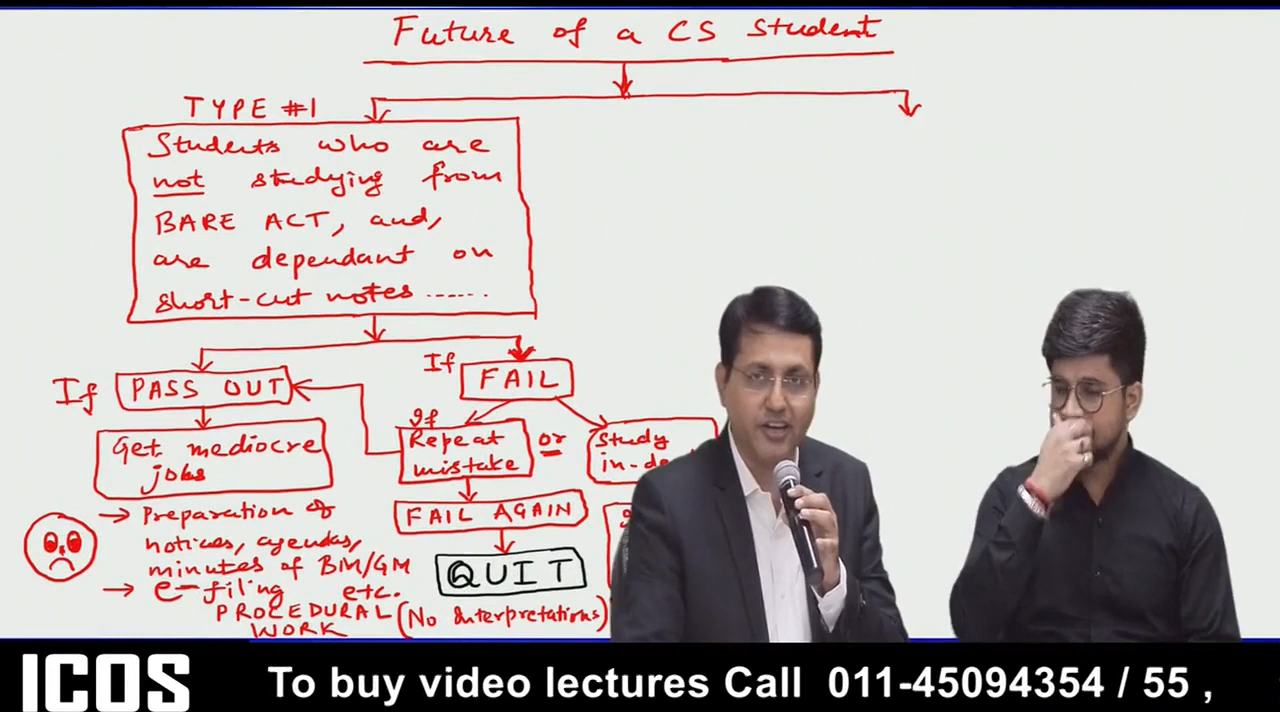 Future of a CS Student
TYPE #1
Students who are
not studying from
BARE ACT, and,
are dependant on
short-cut notes ......
If PASS OUT
If FAIL
Get mediocre
jobs
If
Repeat
mistake
or
Study
FAIL AGAIN
QUIT
→ Preparation of
notices, agendas,
minutes of BM/GM
→ e-filing etc.
PROCEDURAL
WORK
(No Interpretations)
ICOS
To buy video lectures Call 011-45094354 / 55 ,